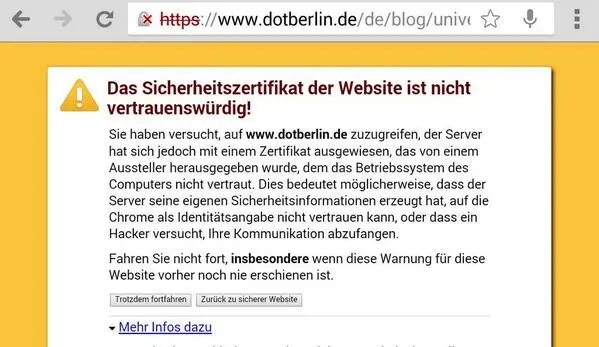 https://www.dotberlin.de/de/blog/unive
Das Sicherheitszertifikat der Website ist nicht
vertrauenswürdig!
Sie haben versucht, auf www.dotberlin.de zuzugreifen, der Server
hat sich jedoch mit einem Zertifikat ausgewiesen, das von einem
Aussteller herausgegeben wurde, dem das Betriebssystem des
Computers nicht vertraut. Dies bedeutet möglicherweise, dass der
Server seine eigenen Sicherheitsinformationen erzeugt hat, auf die
Chrome als Identitätsangabe nicht vertrauen kann, oder dass ein
Hacker versucht, Ihre Kommunikation abzufangen.
Fahren Sie nicht fort, insbesondere wenn diese Warnung für diese
Website vorher noch nie erschienen ist.
Trotzdem fortfahren Zurück zu sicherer Website
Mehr Infos dazu